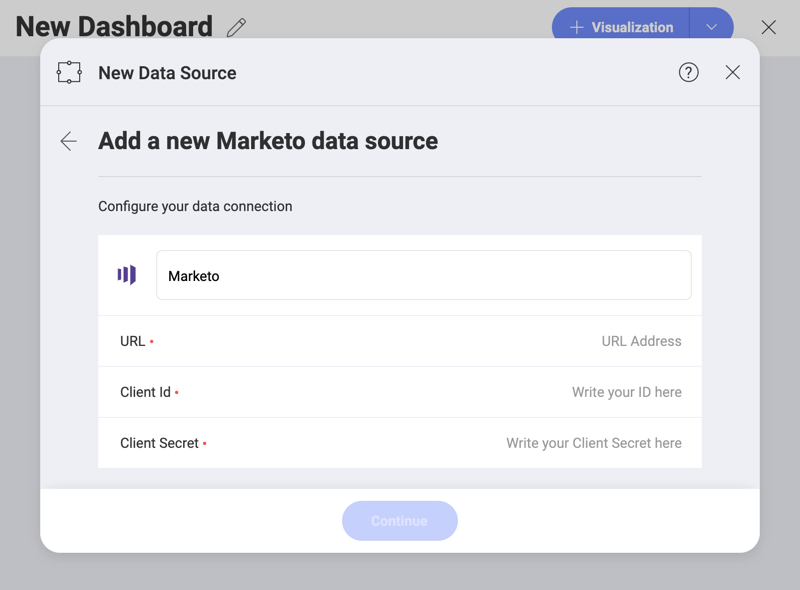 New Dashboard
+ Visualization
New Data Source
?
Add a new Marketo data source
Configure your data connection
Marketo
URL • URL Address
Client Id • Write your ID here
Client Secret • Write your Client Secret here
Continue